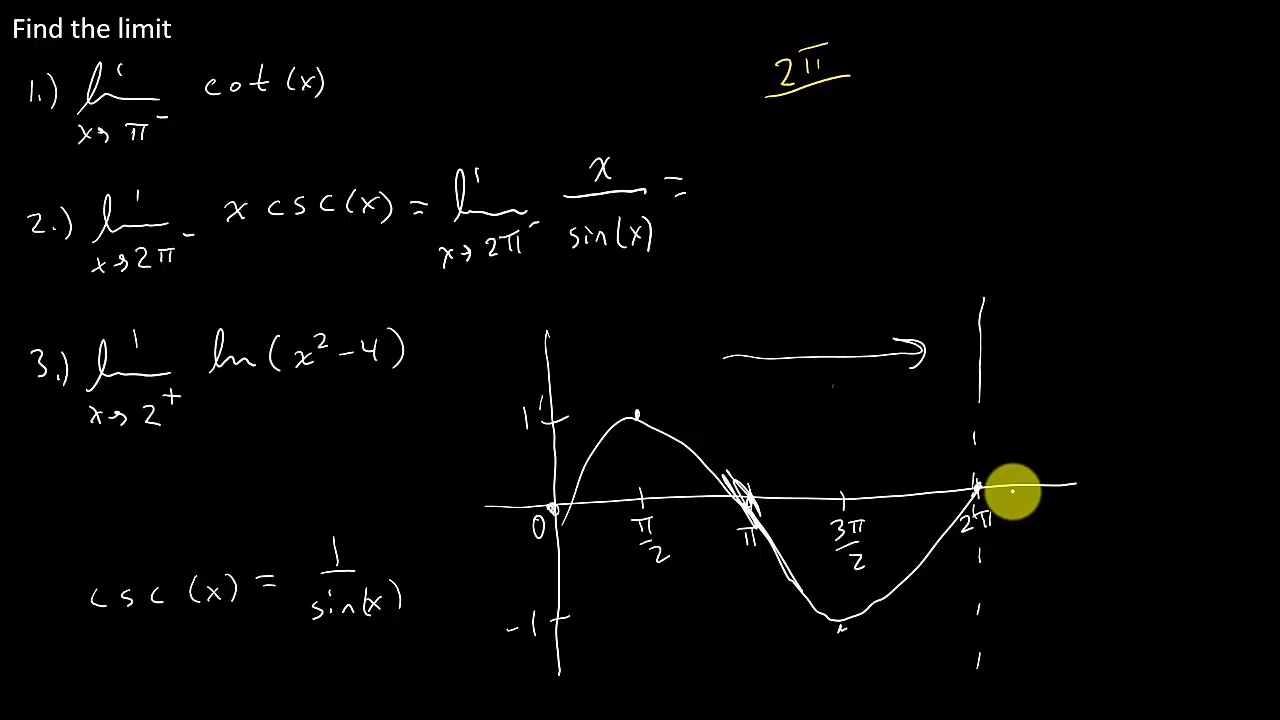 Find the limit
2π
1.) lim x→π⁻ cot(x)
2.) lim x→2π⁻ x csc(x) = lim x→2π⁻ x/sin(x) =
3.) lim x→2⁺ ln(x²-4)
1
0
π/2
π
3π/2
2π
-1
csc(x) = 1/sin(x)